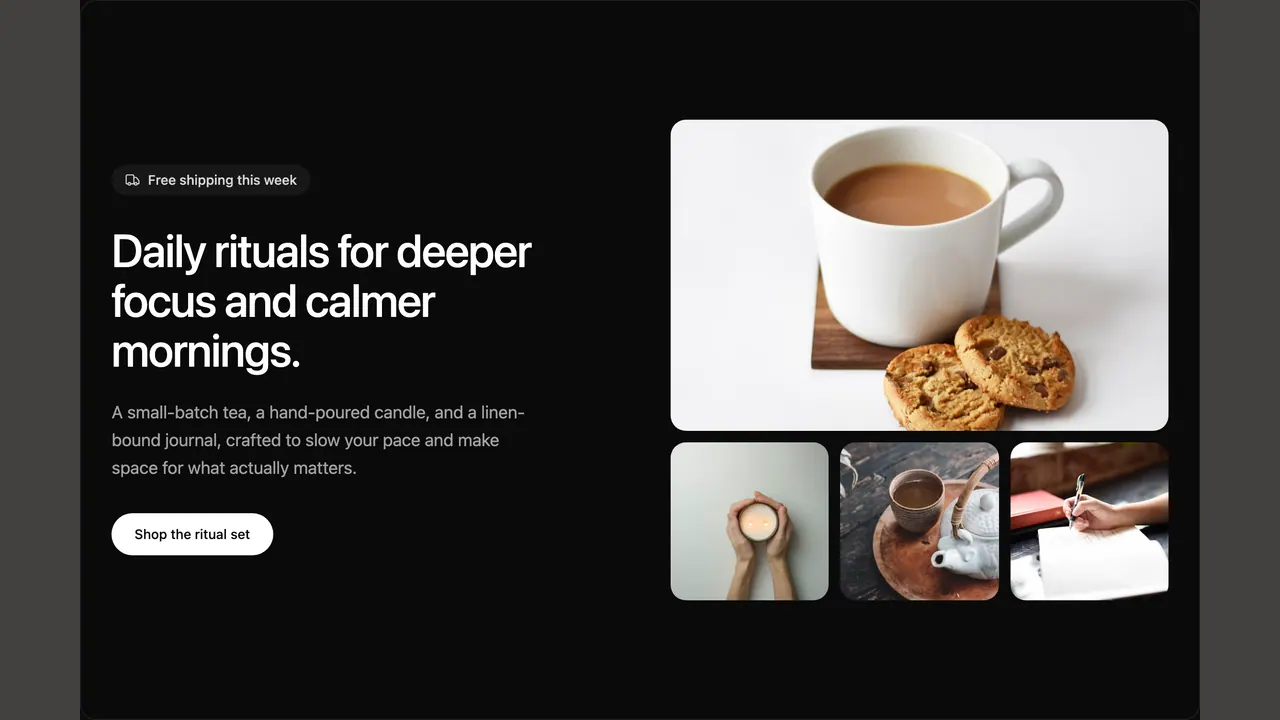 Free shipping this week
Daily rituals for deeper
focus and calmer
mornings.
A small-batch tea, a hand-poured candle, and a linen-
bound journal, crafted to slow your pace and make
space for what actually matters.
Shop the ritual set